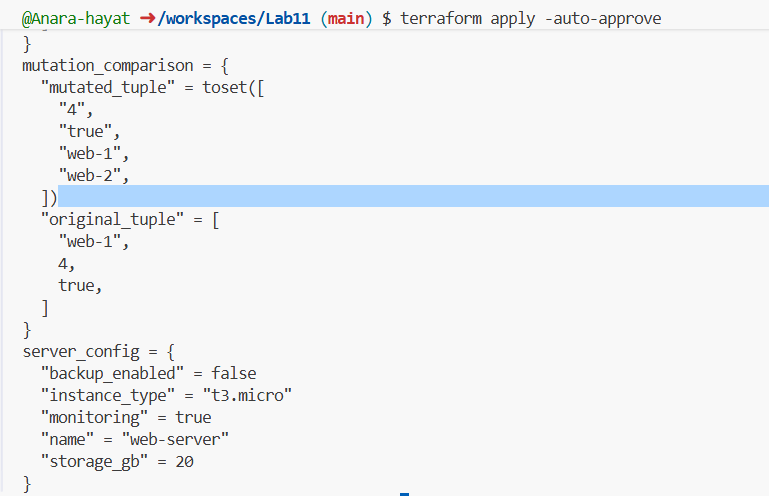 @Anara-hayat ➜/workspaces/Lab11 (main) $ terraform apply -auto-approve
}
mutation_comparison = {
  "mutated_tuple" = toset([
    "4",
    "true",
    "web-1",
    "web-2",
  ])
  "original_tuple" = [
    "web-1",
    4,
    true,
  ]
}
server_config = {
  "backup_enabled" = false
  "instance_type" = "t3.micro"
  "monitoring" = true
  "name" = "web-server"
  "storage_gb" = 20
}